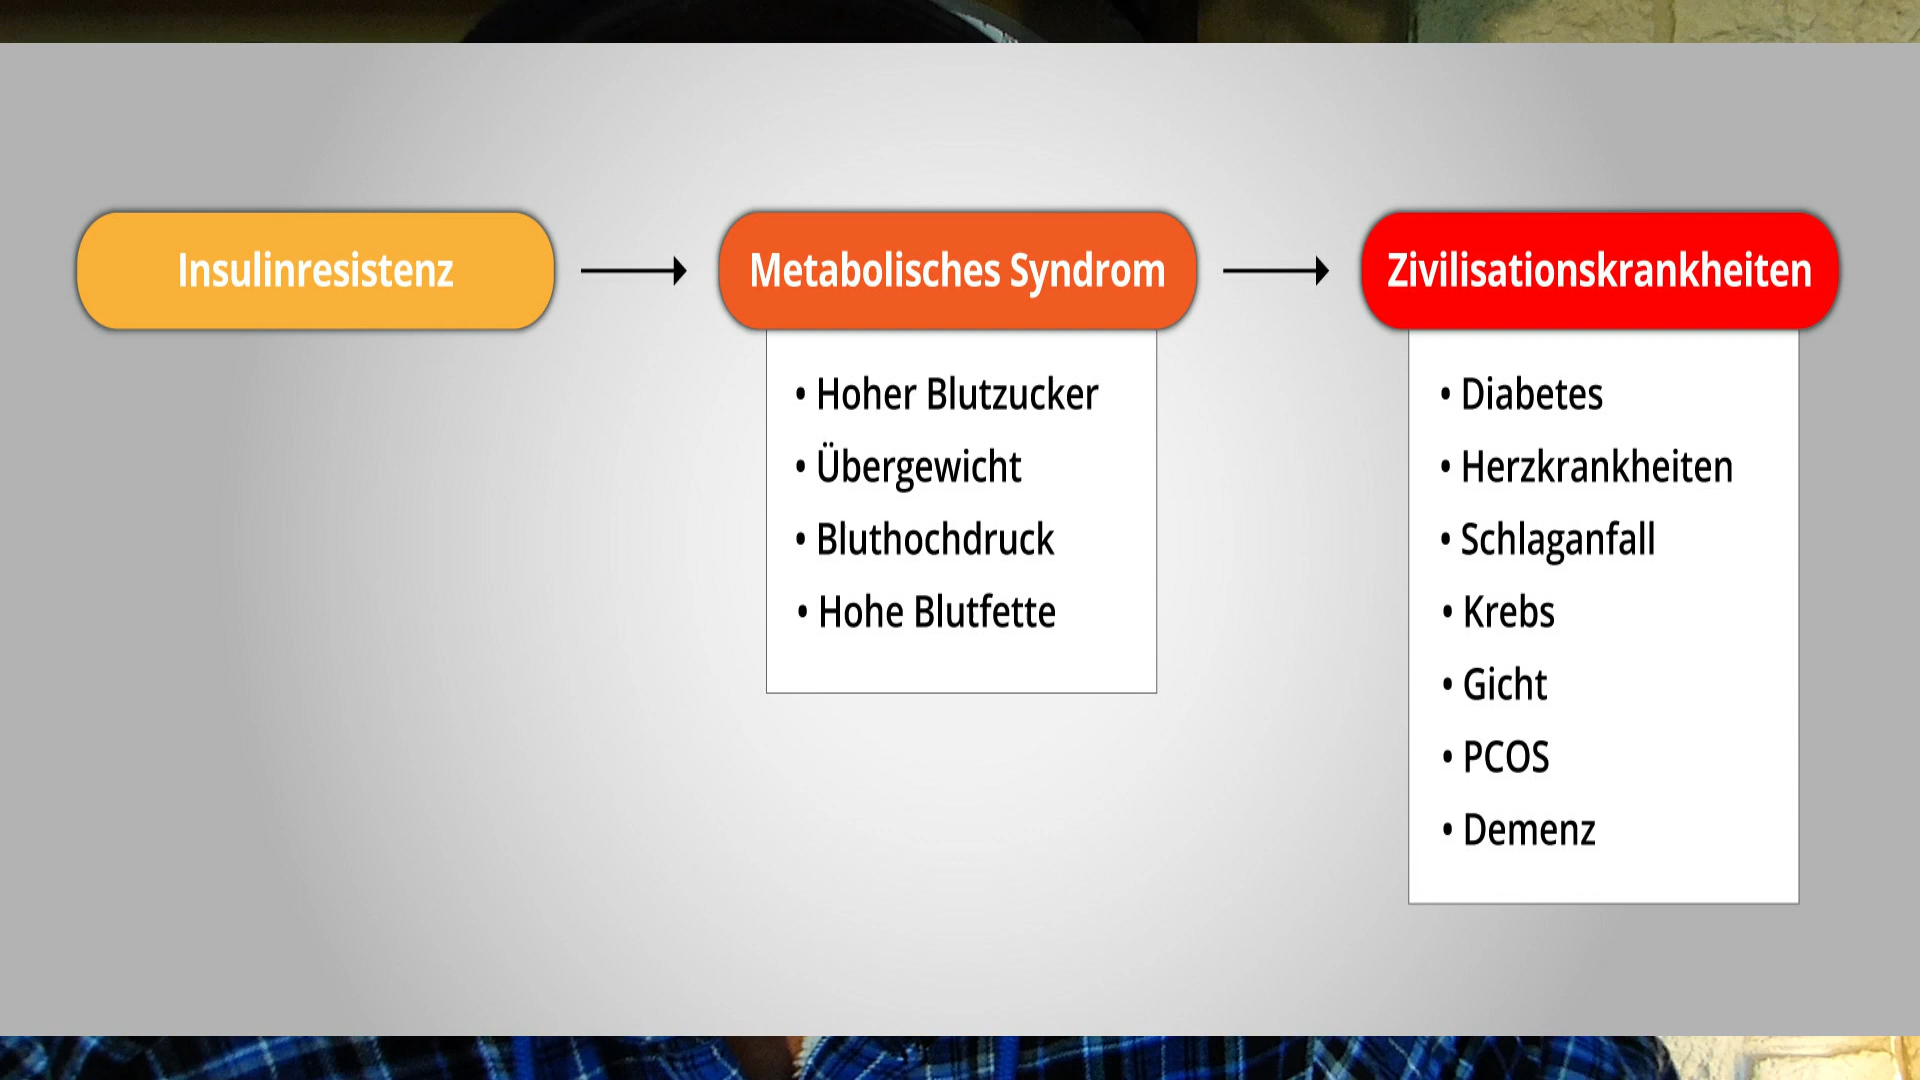 Insulinresistenz
Metabolisches Syndrom
• Hoher Blutzucker
• Übergewicht
• Bluthochdruck
• Hohe Blutfette
Zivilisationskrankheiten
• Diabetes
• Herzkrankheiten
• Schlaganfall
• Krebs
• Gicht
• PCOS
• Demenz